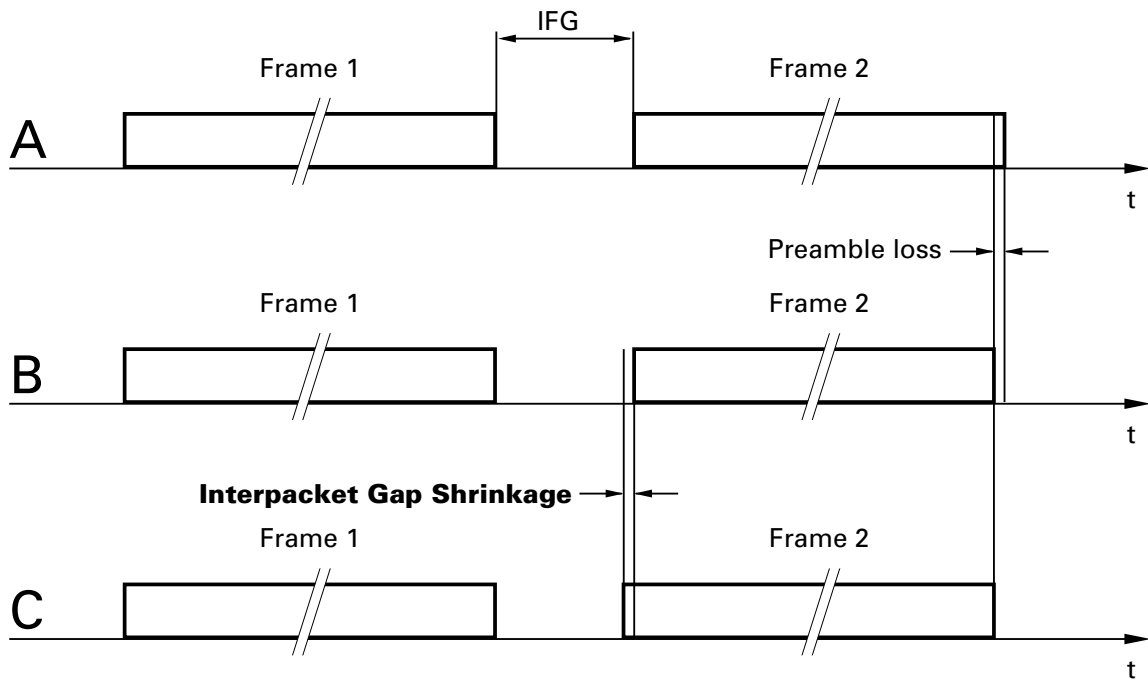 IFG
Frame 1
Frame 2
A
t
Preamble loss
Frame 1
Frame 2
B
t
Interpacket Gap Shrinkage
Frame 1
Frame 2
C
t